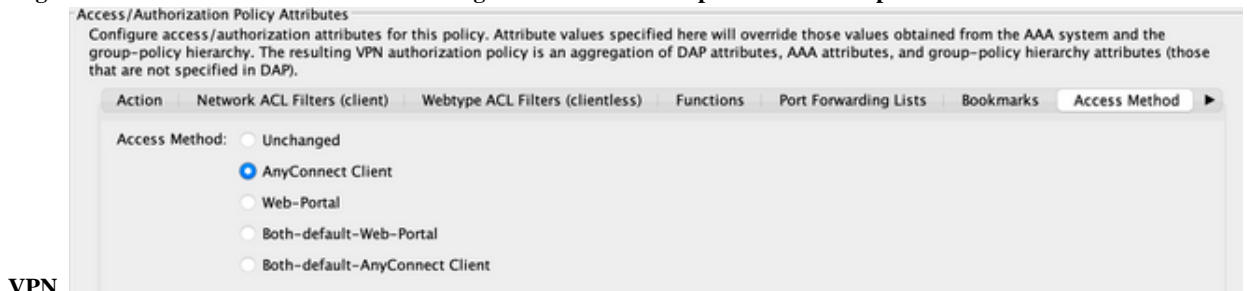 Access/Authorization Policy Attributes
Configure access/authorization attributes for this policy. Attribute values specified here will override those values obtained from the AAA system and the
group-policy hierarchy. The resulting VPN authorization policy is an aggregation of DAP attributes, AAA attributes, and group-policy hierarchy attributes (those
that are not specified in DAP).
Action Network ACL Filters (client) Webtype ACL Filters (clientless) Functions Port Forwarding Lists Bookmarks Access Method
Access Method: Unchanged
AnyConnect Client
Web-Portal
Both-default-Web-Portal
Both-default-AnyConnect Client
VPN